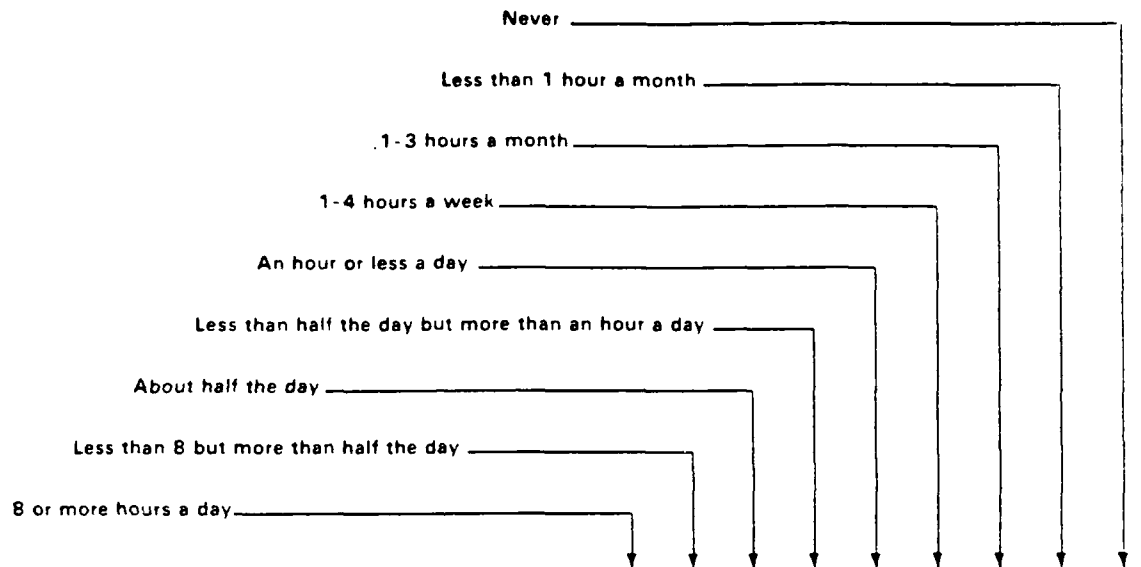 Never
Less than 1 hour a month
1-3 hours a month
1-4 hours a week
An hour or less a day
Less than half the day but more than an hour a day
About half the day
Less than 8 but more than half the day
8 or more hours a day